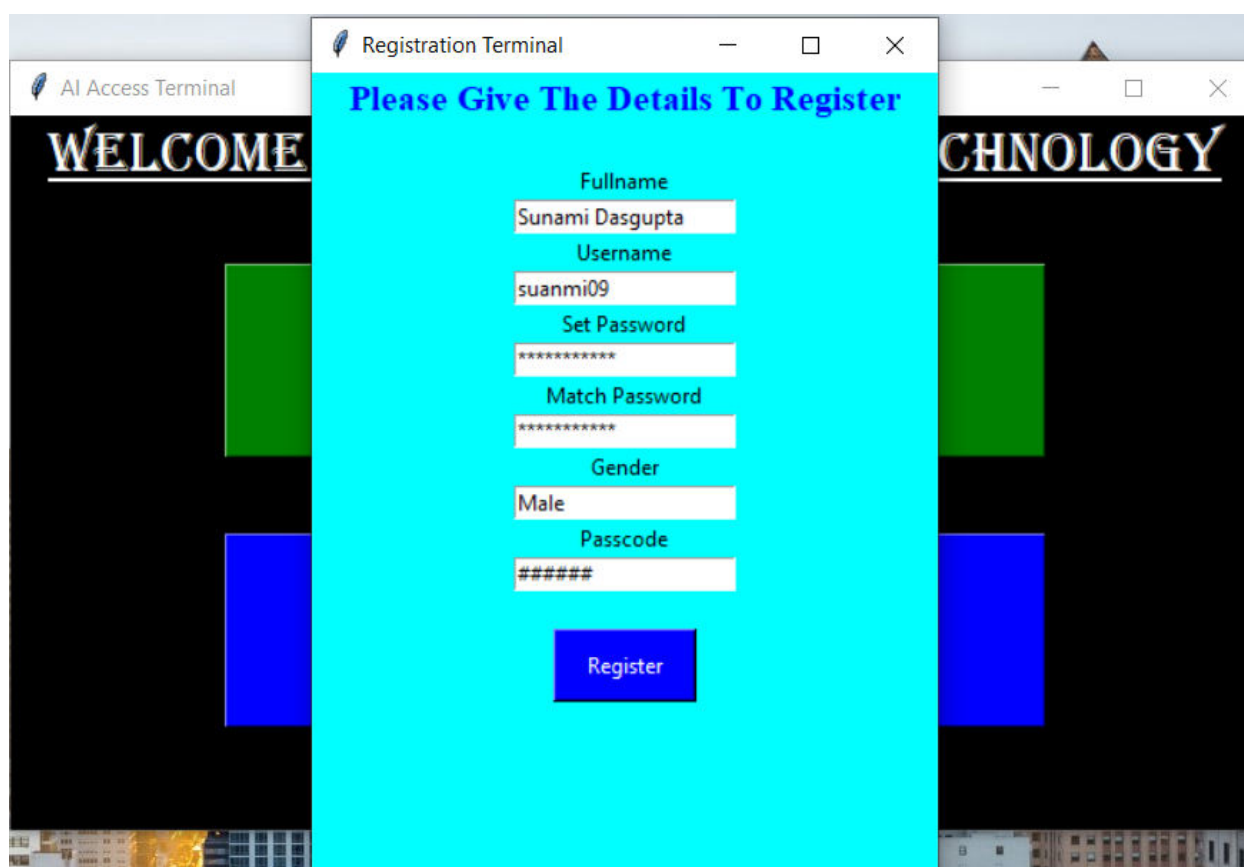 Registration Terminal
AI Access Terminal
Please Give The Details To Register
WELCOME
CHNOLOGY
Fullname
Sunami Dasgupta
Username
suanmi09
Set Password
***********
Match Password
***********
Gender
Male
Passcode
######
Register